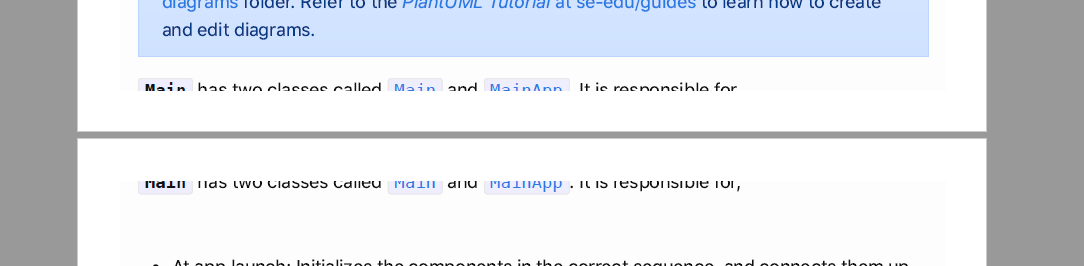 diagrams folder. Refer to the PlantUML Tutorial at se-edu/guides to learn how to create
and edit diagrams.
Main has two classes called Main and MainApp. It is responsible for
Main has two classes called Main and MainApp. It is responsible for,
• At app launch: Initializes the components in the correct sequence, and connects them up